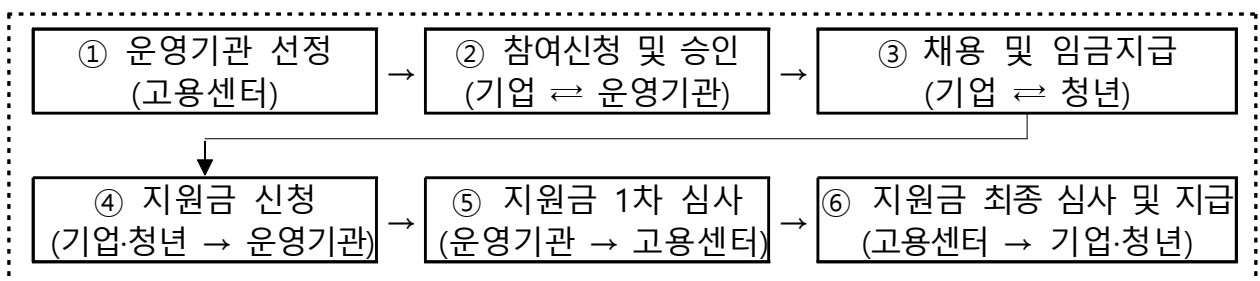 ① 운영기관 선정
(고용센터)
→
② 참여신청 및 승인
(기업 ⇄ 운영기관)
→
③ 채용 및 임금지급
(기업 ⇄ 청년)
④ 지원금 신청
(기업·청년 → 운영기관)
→
⑤ 지원금 1차 심사
(운영기관 → 고용센터)
→
⑥ 지원금 최종 심사 및 지급
(고용센터 → 기업·청년)